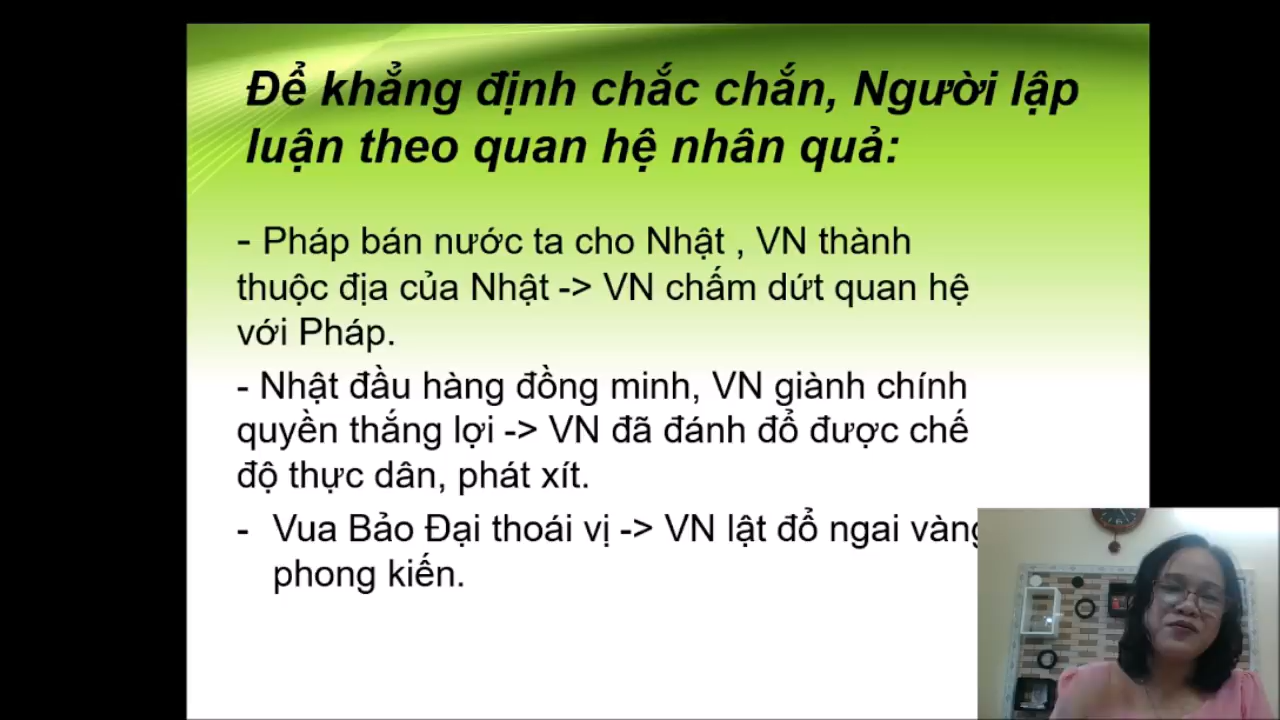 Để khẳng định chắc chắn, Người lập
luận theo quan hệ nhân quả:
- Pháp bán nước ta cho Nhật , VN thành
thuộc địa của Nhật -> VN chấm dứt quan hệ
với Pháp.
- Nhật đầu hàng đồng minh, VN giành chính
quyền thắng lợi -> VN đã đánh đổ được chế
độ thực dân, phát xít.
- Vua Bảo Đại thoái vị -> VN lật đổ ngai vàng
phong kiến.